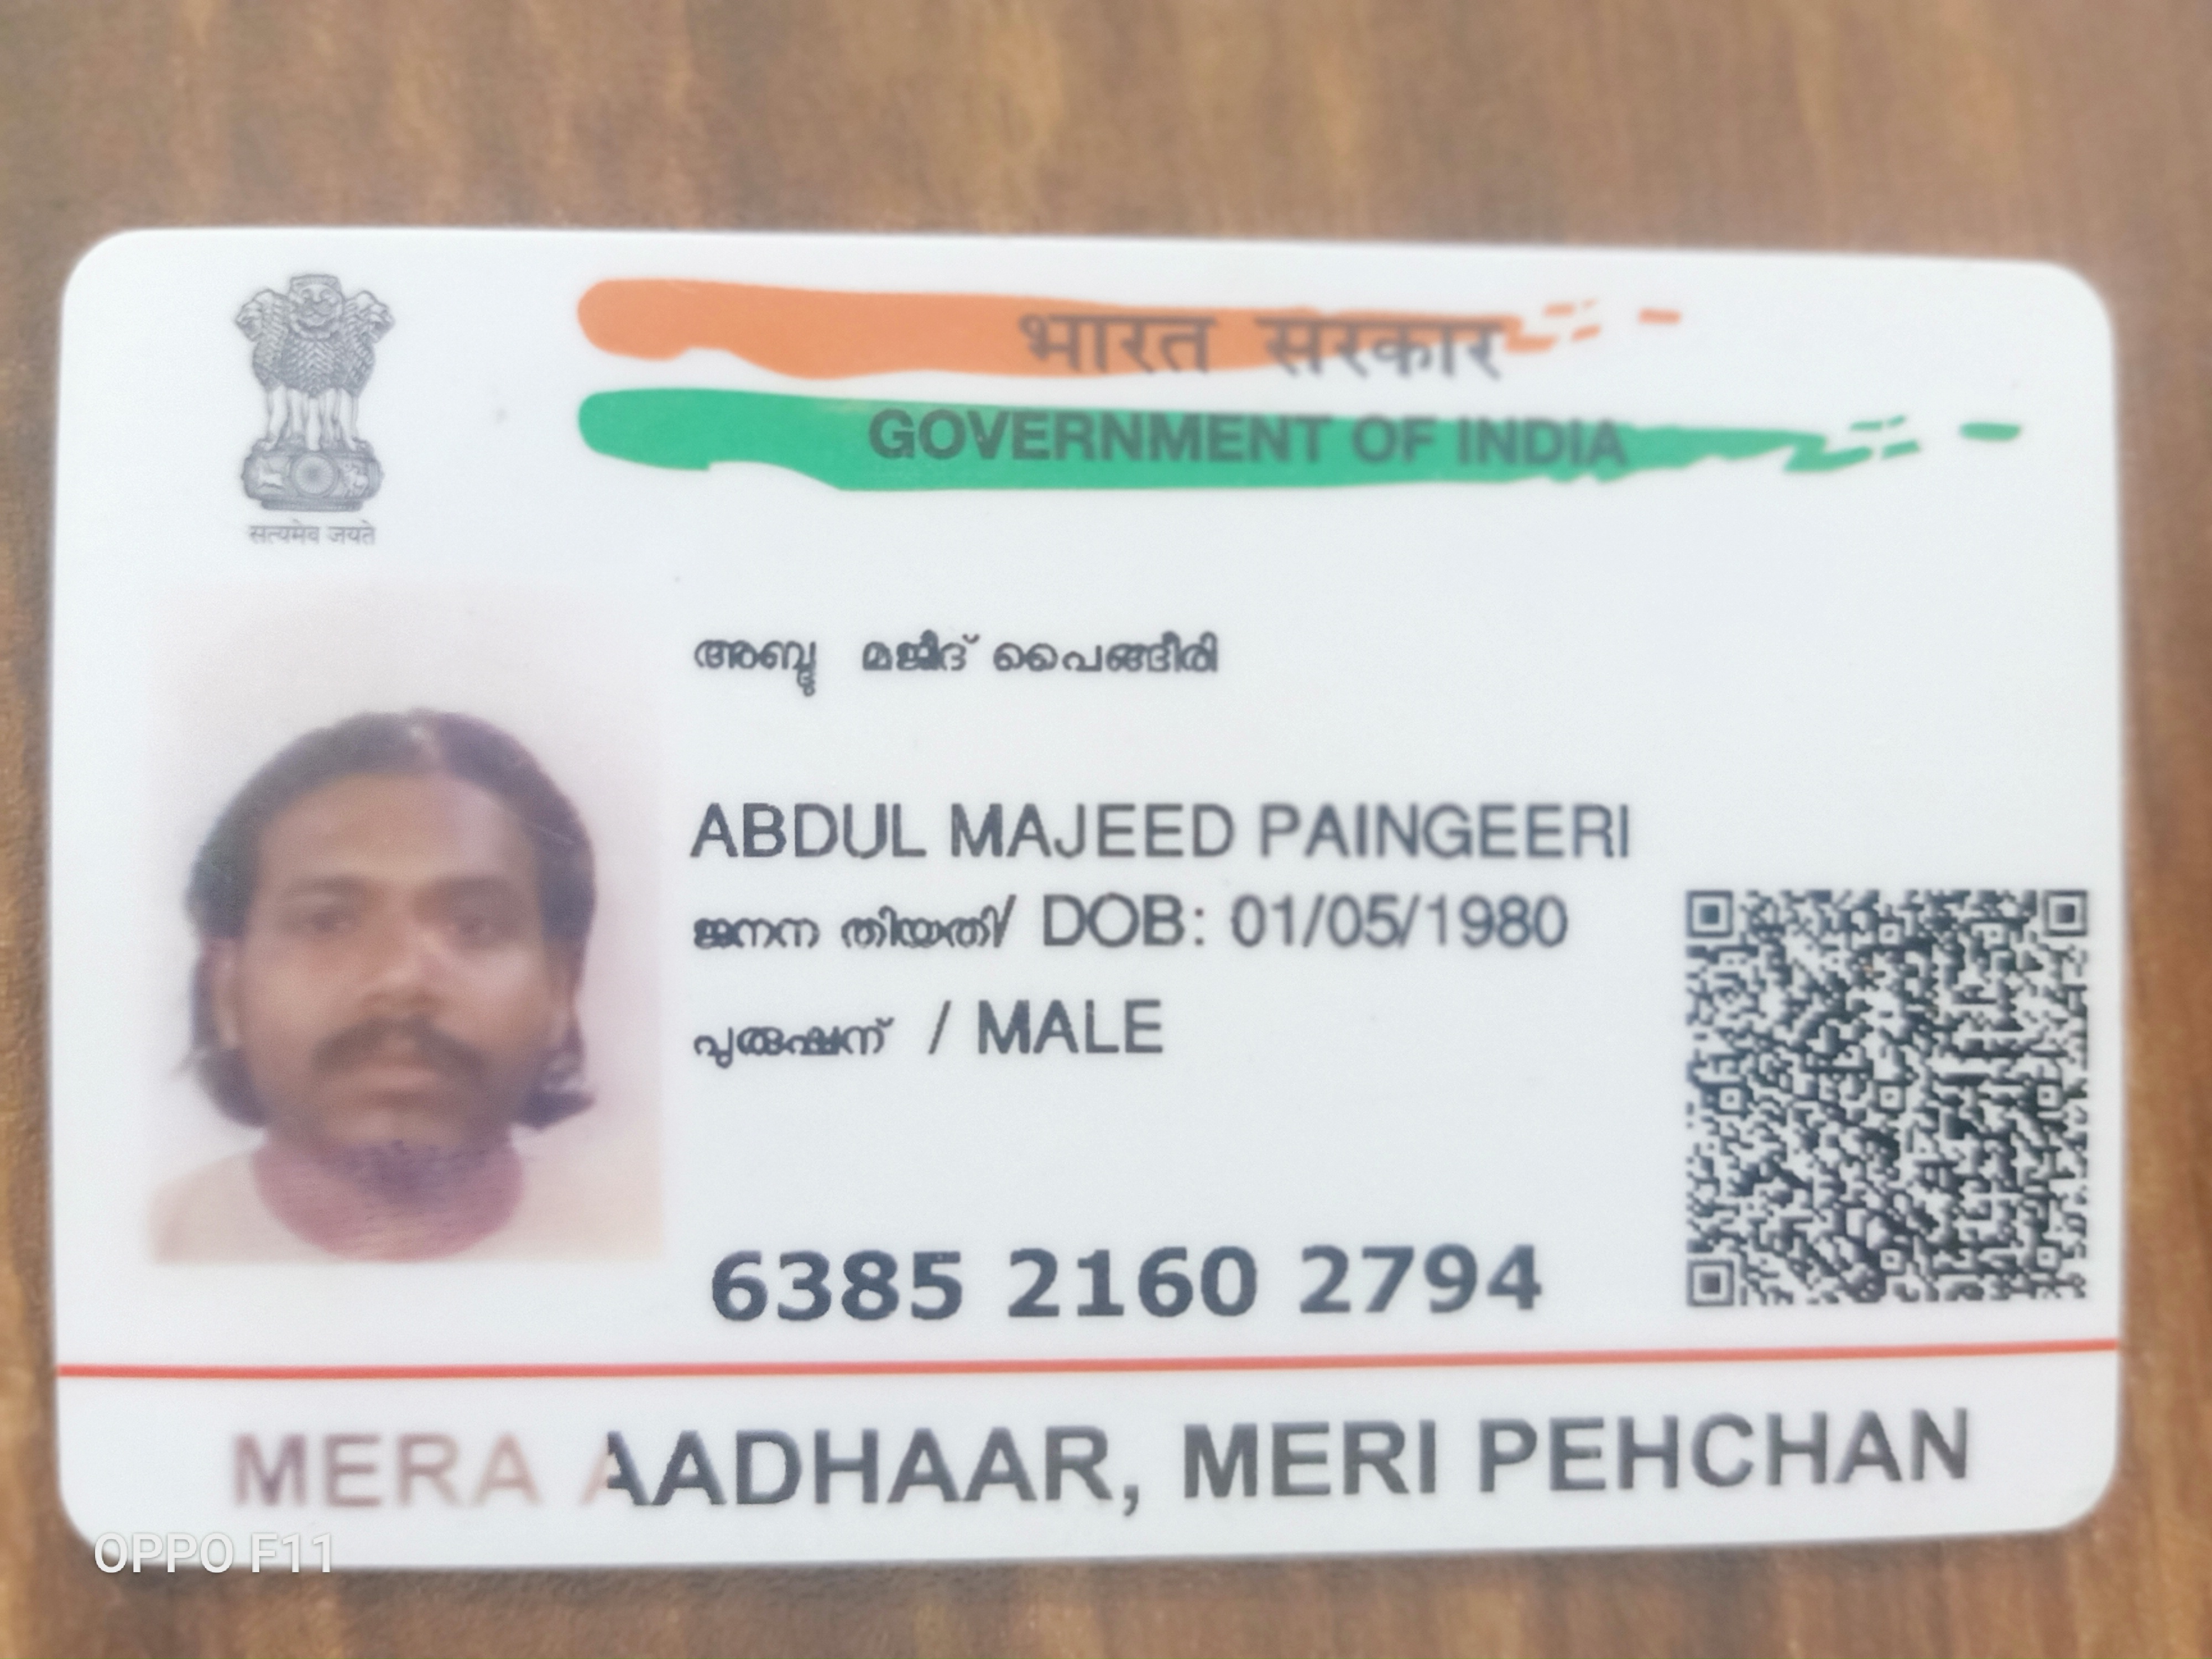 भारत सरकार
GOVERNMENT OF INDIA
सत्यमेव जयते
അബ്ദു മജീദ് പൈങ്ങീരി
ABDUL MAJEED PAINGEERI
ജനന തിയതി/ DOB: 01/05/1980
പുരുഷന് / MALE
6385 2160 2794
MERA AADHAAR, MERI PEHCHAN
OPPO F11